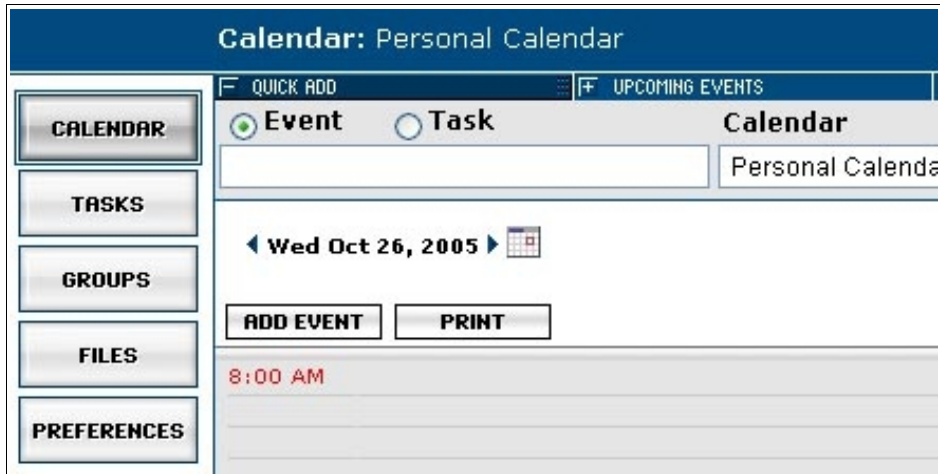 Calendar: Personal Calendar
QUICK ADD
UPCOMING EVENTS
Event
Task
Calendar
Personal Calenda
CALENDAR
TASKS
GROUPS
FILES
PREFERENCES
Wed Oct 26, 2005
ADD EVENT
PRINT
8:00 AM